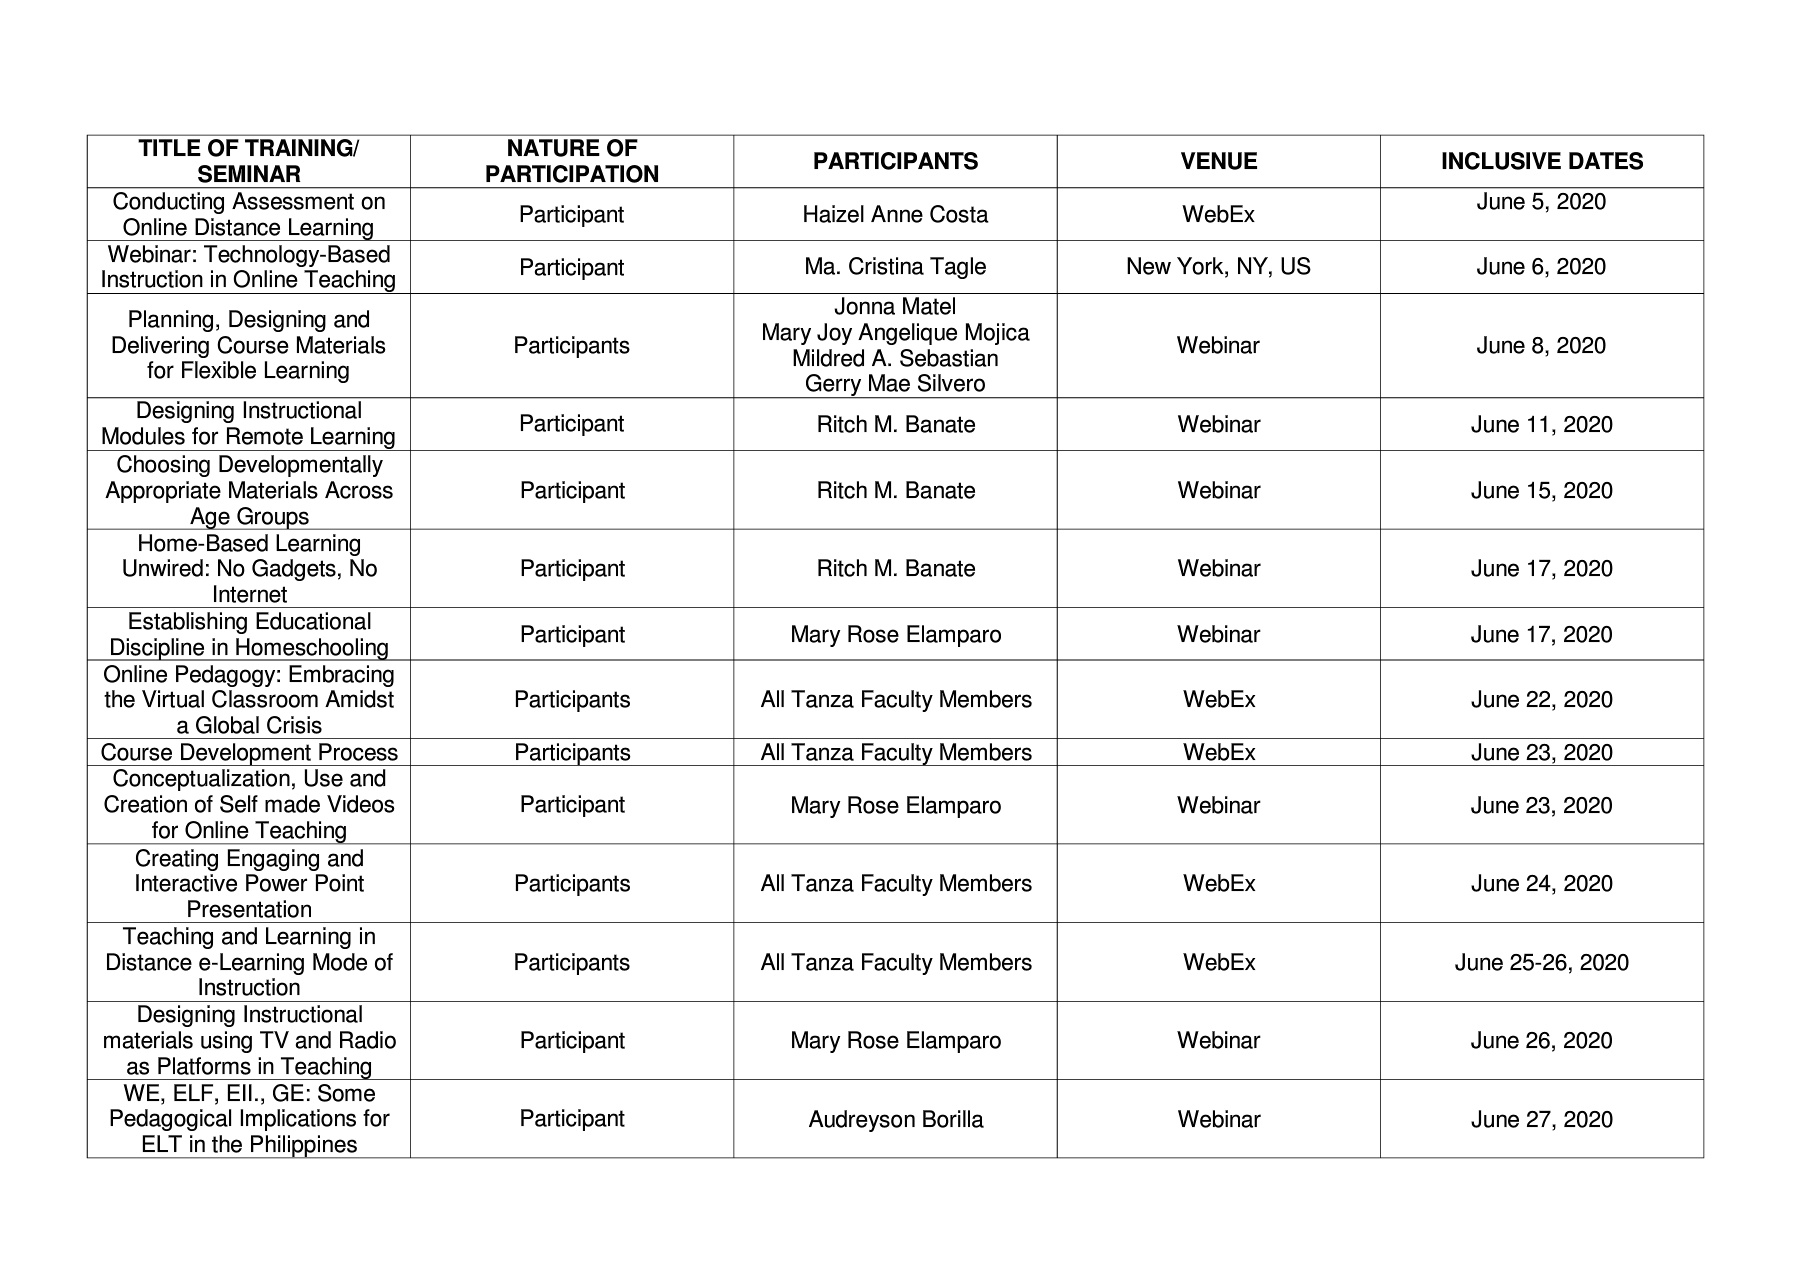 TITLE OF TRAINING/
SEMINAR
NATURE OF
PARTICIPATION
PARTICIPANTS
VENUE
INCLUSIVE DATES
Conducting Assessment on
Online Distance Learning
Participant
Haizel Anne Costa
WebEx
June 5, 2020
Webinar: Technology-Based
Instruction in Online Teaching
Participant
Ma. Cristina Tagle
New York, NY, US
June 6, 2020
Planning, Designing and
Delivering Course Materials
for Flexible Learning
Participants
Jonna Matel
Mary Joy Angelique Mojica
Mildred A. Sebastian
Gerry Mae Silvero
Webinar
June 8, 2020
Designing Instructional
Modules for Remote Learning
Participant
Ritch M. Banate
Webinar
June 11, 2020
Choosing Developmentally
Appropriate Materials Across
Age Groups
Participant
Ritch M. Banate
Webinar
June 15, 2020
Home-Based Learning
Unwired: No Gadgets, No
Internet
Participant
Ritch M. Banate
Webinar
June 17, 2020
Establishing Educational
Discipline in Homeschooling
Participant
Mary Rose Elamparo
Webinar
June 17, 2020
Online Pedagogy: Embracing
the Virtual Classroom Amidst
a Global Crisis
Participants
All Tanza Faculty Members
WebEx
June 22, 2020
Course Development Process
Participants
All Tanza Faculty Members
WebEx
June 23, 2020
Conceptualization, Use and
Creation of Self made Videos
for Online Teaching
Participant
Mary Rose Elamparo
Webinar
June 23, 2020
Creating Engaging and
Interactive Power Point
Presentation
Participants
All Tanza Faculty Members
WebEx
June 24, 2020
Teaching and Learning in
Distance e-Learning Mode of
Instruction
Participants
All Tanza Faculty Members
WebEx
June 25-26, 2020
Designing Instructional
materials using TV and Radio
as Platforms in Teaching
Participant
Mary Rose Elamparo
Webinar
June 26, 2020
WE, ELF, EIl., GE: Some
Pedagogical Implications for
ELT in the Philippines
Participant
Audreyson Borilla
Webinar
June 27, 2020